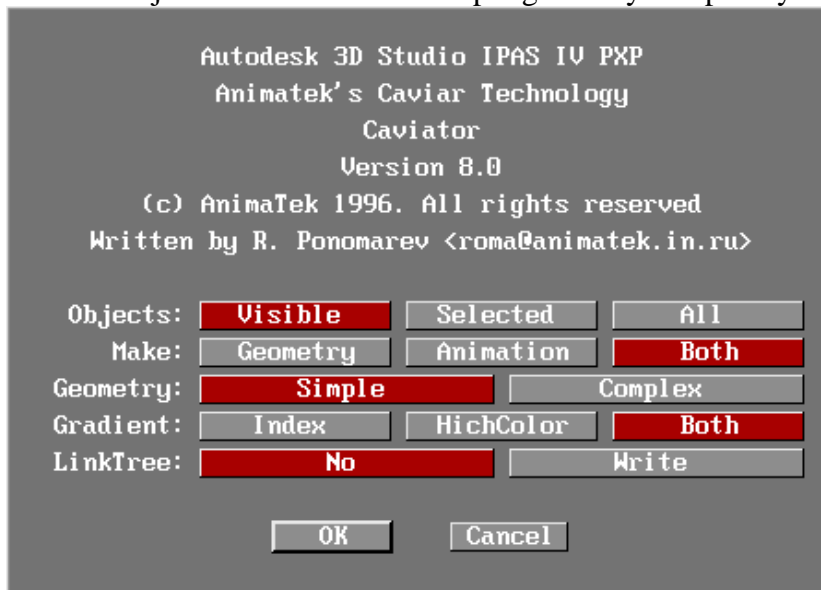 Autodesk 3D Studio IPAS IV PXP
Animatek's Caviar Technology
Caviator
Version 8.0
(c) AnimaTek 1996. All rights reserved
Written by R. Ponomarev <roma@animatek.in.ru>
Objects: Visible Selected All
Make: Geometry Animation Both
Geometry: Simple Complex
Gradient: Index HichColor Both
LinkTree: No Write
OK Cancel